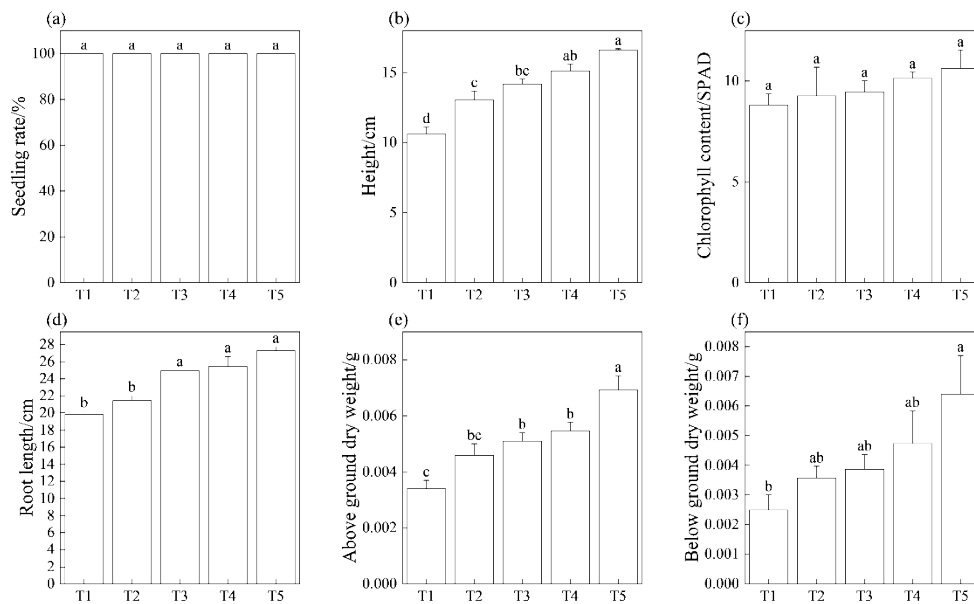 (a)
Seedling rate/%
100
80
60
40
20
0
a a a a a
T1 T2 T3 T4 T5
(b)
Height/cm
15
10
5
0
d c bc ab a
T1 T2 T3 T4 T5
(c)
Chlorophyll content/SPAD
10
5
0
a a a a a
T1 T2 T3 T4 T5
(d)
Root length/cm
28
26
24
22
20
18
16
14
12
10
8
6
4
2
0
b b a a a
T1 T2 T3 T4 T5
(e)
Above ground dry weight/g
0.008
0.006
0.004
0.002
0.000
c bc b b a
T1 T2 T3 T4 T5
(f)
Below ground dry weight/g
0.008
0.007
0.006
0.005
0.004
0.003
0.002
0.001
0.000
b ab ab ab a
T1 T2 T3 T4 T5